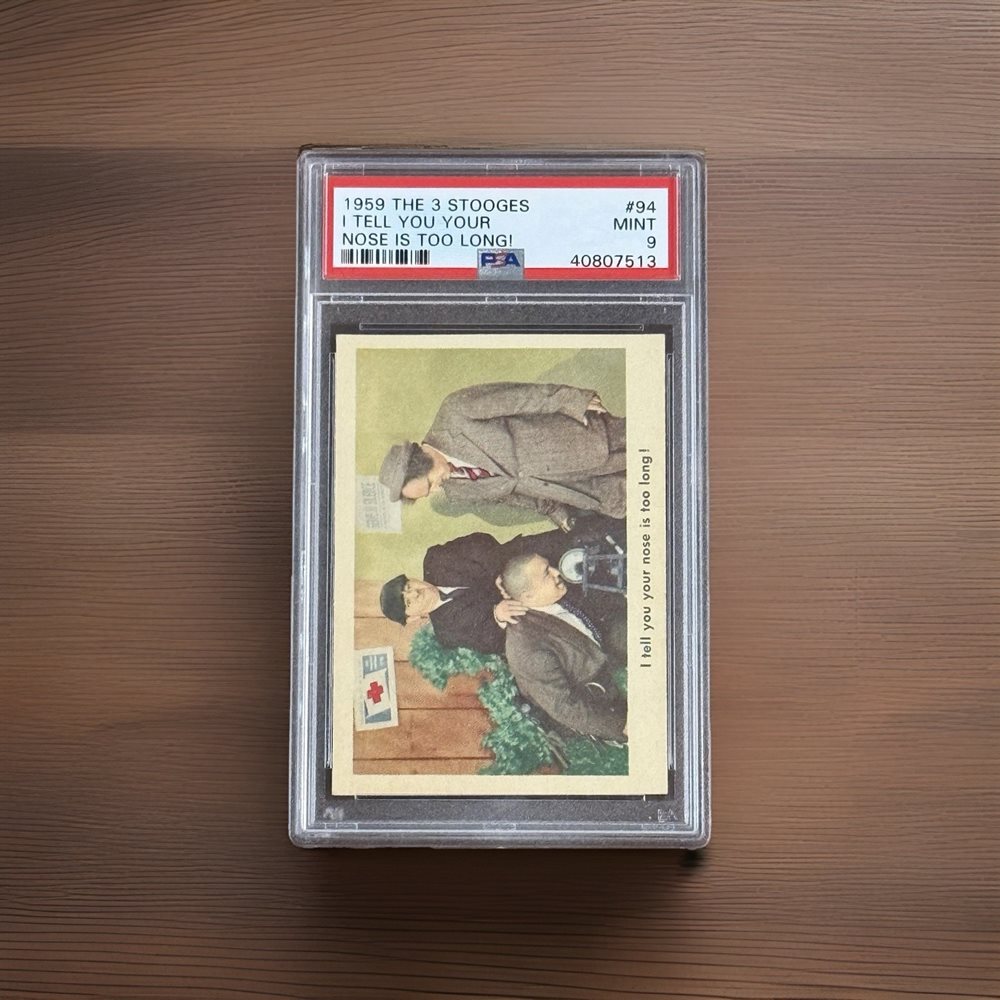 1959 THE 3 STOOGES #94
I TELL YOU YOUR MINT
NOSE IS TOO LONG! 9
PSA 40807513
I tell you your nose is too long!